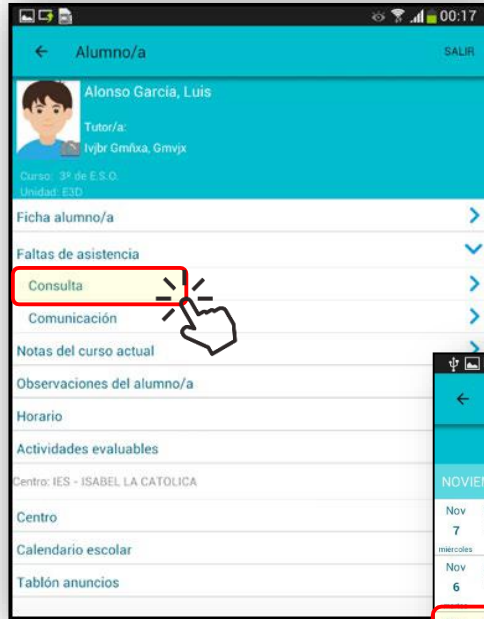 00:17
Alumno/a
SALIR
Alonso García, Luis
Tutor/a:
Ivjbr Gmñxa, Gmvjx
Curso: 3º de E.S.O.
Unidad: E3D
Ficha alumno/a
Faltas de asistencia
Consulta
Comunicación
Notas del curso actual
Observaciones del alumno/a
Horario
Actividades evaluables
Centro: IES - ISABEL LA CATOLICA
Centro
Calendario escolar
Tablón anuncios
NOVIEM
Nov
7
miércoles
Nov
6